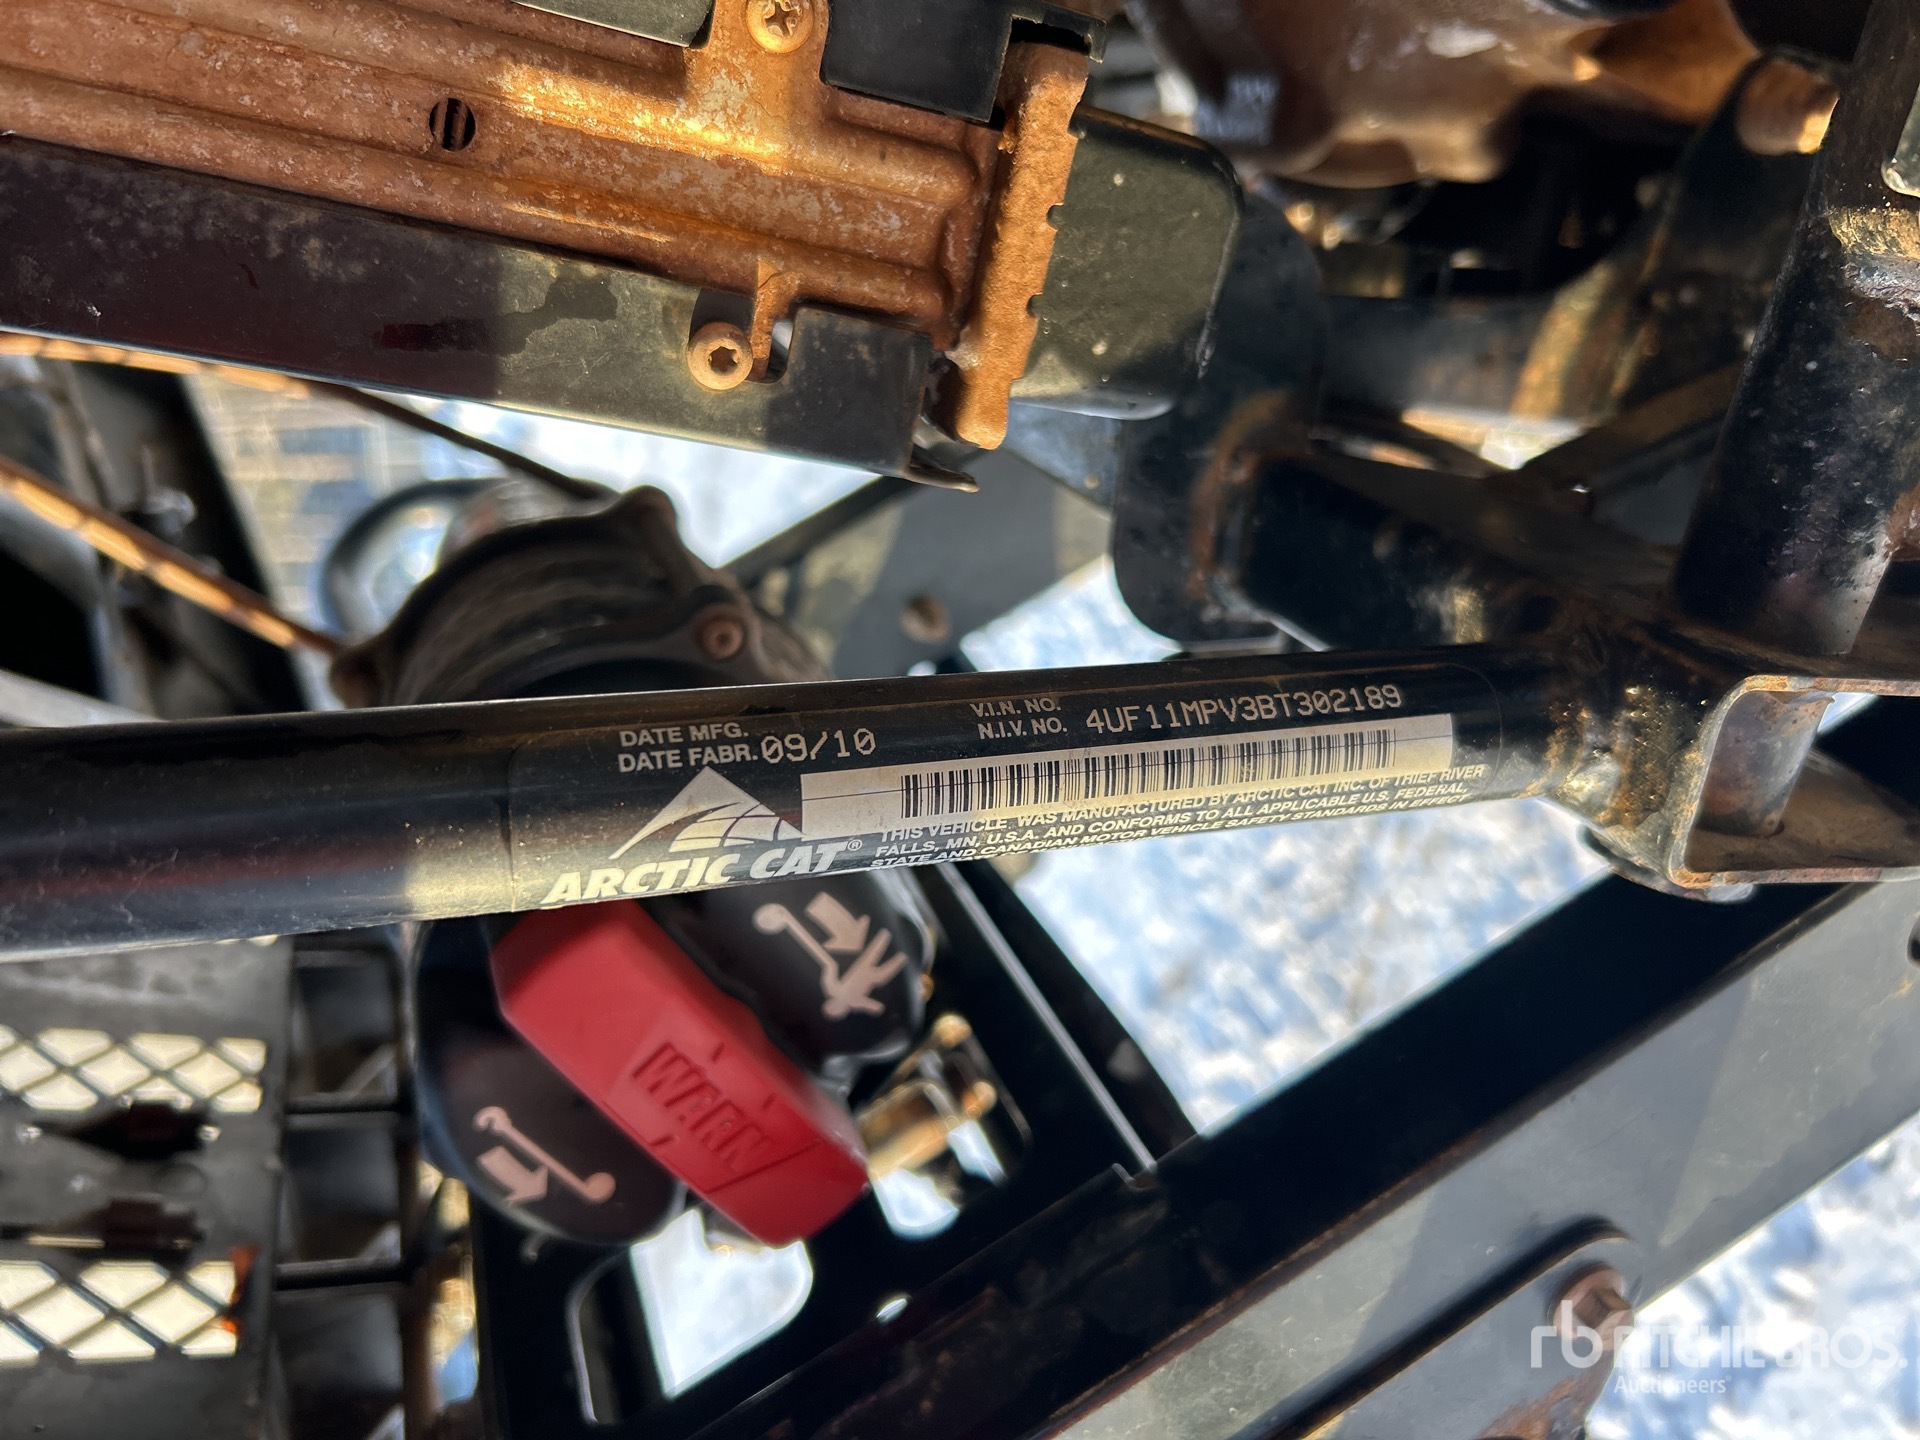 DATE MFG.
DATE FABR. 09/10
V.I.N. NO.
N.I.V. NO. 4UF11MPV3BT302189
ARCTIC CAT®
THIS VEHICLE WAS MANUFACTURED BY ARCTIC CAT INC. OF THIEF RIVER
FALLS, MN, U.S.A. AND CONFORMS TO ALL APPLICABLE U.S. FEDERAL,
STATE AND CANADIAN MOTOR VEHICLE SAFETY STANDARDS IN EFFECT
WARN
rb RITCHIE BROS.
Auctioneers